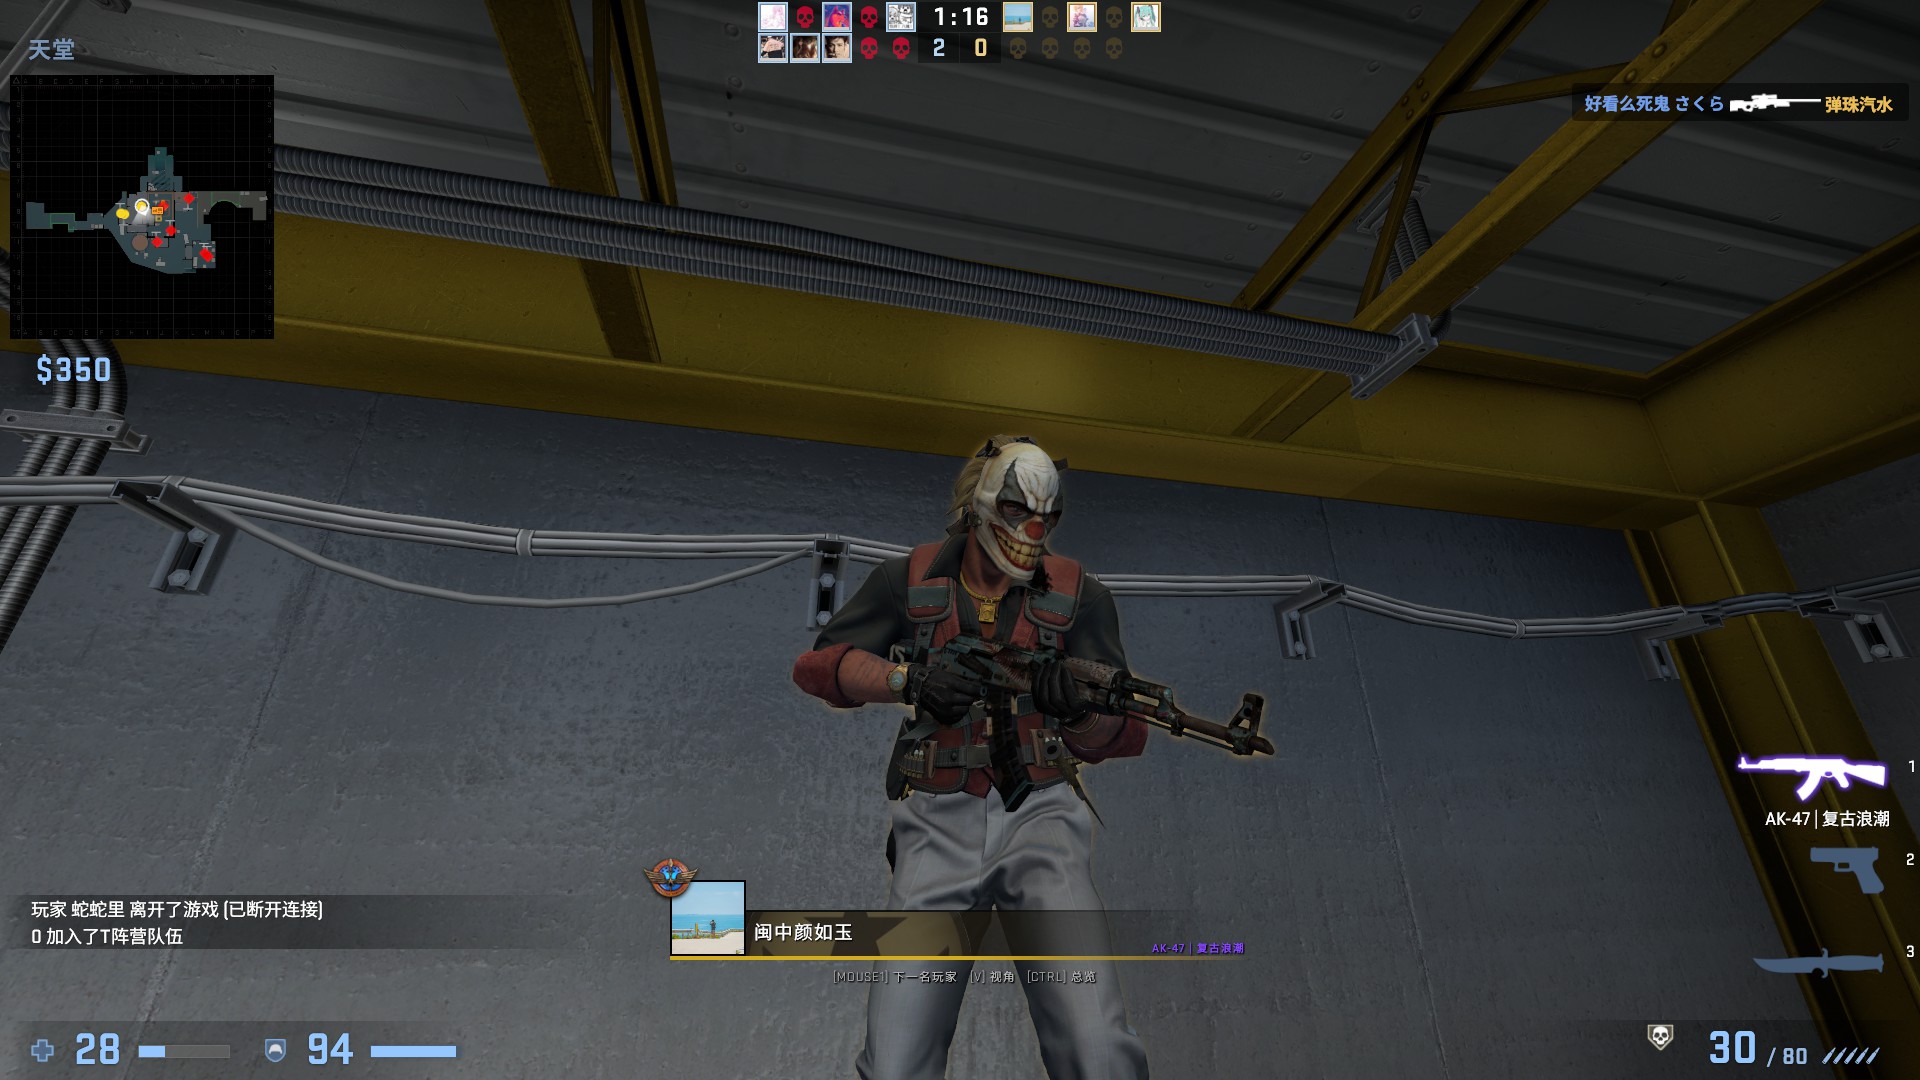 1:16
2 0
天堂
好看么死鬼 さくら 弹珠汽水
$350
1
AK-47 | 复古浪潮
2
3
玩家 蛇蛇里 离开了游戏 (已断开连接)
0 加入了T阵营队伍
闽中颜如玉
AK-47 | 复古浪潮
[MOUSE1] 下一名玩家 [V] 视角 [CTRL] 总览
28 94
30 / 80